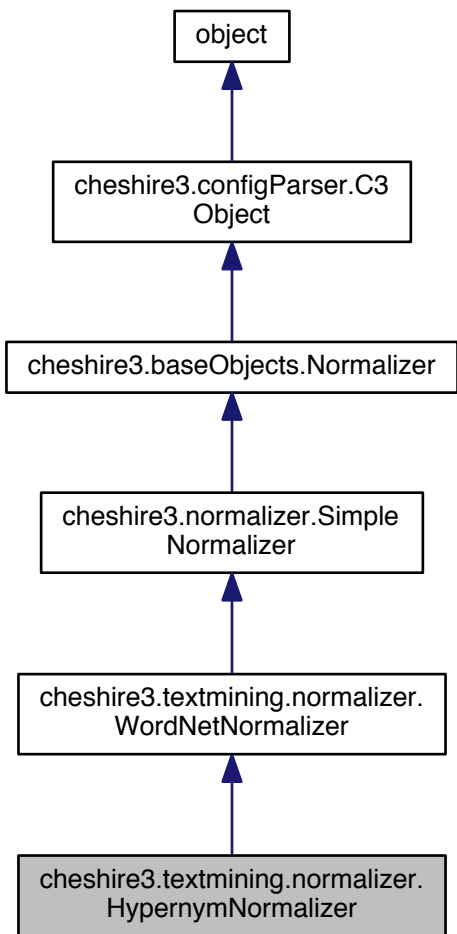 object
cheshire3.configParser.C3
Object
cheshire3.baseObjects.Normalizer
cheshire3.normalizer.Simple
Normalizer
cheshire3.textmining.normalizer.
WordNetNormalizer
cheshire3.textmining.normalizer.
HypernymNormalizer